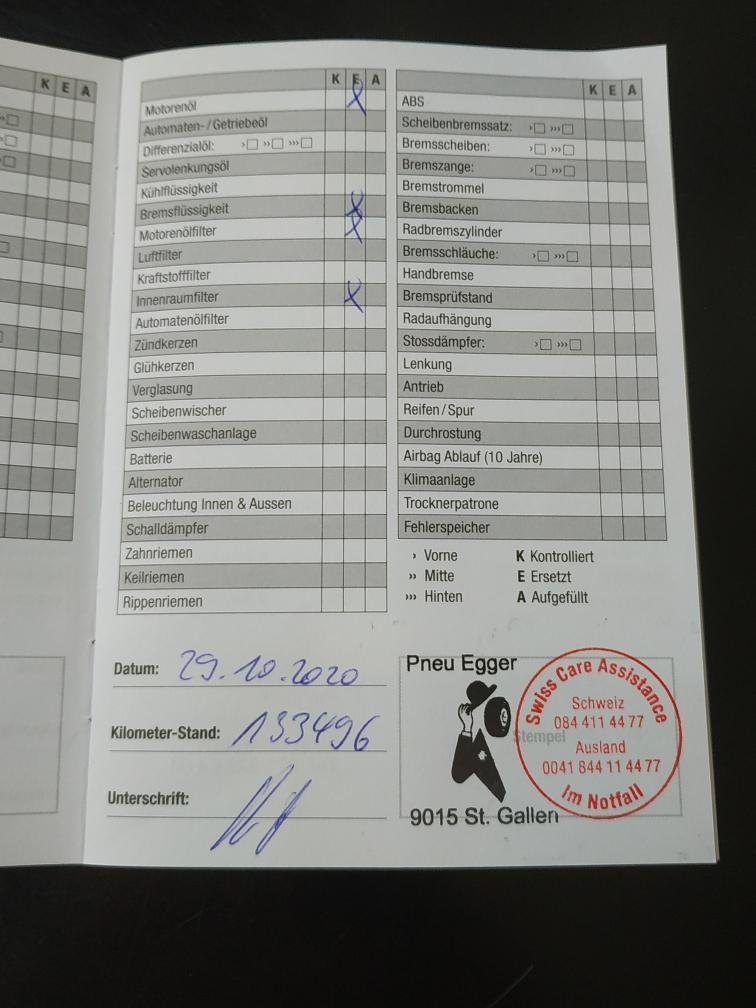 K E A
K E A
Motorenöl
Automaten-/Getriebeöl
Differenzialöl: › ›› ›››
Servolenkungsöl
Kühlflüssigkeit
Bremsflüssigkeit
Motorenölfilter
Luftfilter
Kraftstofffilter
Innenraumfilter
Automatenölfilter
Zündkerzen
Glühkerzen
Verglasung
Scheibenwischer
Scheibenwaschanlage
Batterie
Alternator
Beleuchtung Innen & Aussen
Schalldämpfer
Zahnriemen
Keilriemen
Rippenriemen
K E A
ABS
Scheibenbremssatz: › ›››
Bremsscheiben: › ›››
Bremszange: › ›››
Bremstrommel
Bremsbacken
Radbremszylinder
Bremsschläuche: › ›››
Handbremse
Bremsprüfstand
Radaufhängung
Stossdämpfer: › ›››
Lenkung
Antrieb
Reifen/Spur
Durchrostung
Airbag Ablauf (10 Jahre)
Klimaanlage
Trocknerpatrone
Fehlerspeicher
› Vorne K Kontrolliert
›› Mitte E Ersetzt
››› Hinten A Aufgefüllt
Datum: 29.10.2020
Kilometer-Stand: 133496
Unterschrift:
Pneu Egger
Stempel
9015 St. Gallen
Swiss Care Assistance
Schweiz
084 411 44 77
Ausland
0041 844 11 44 77
Im Notfall